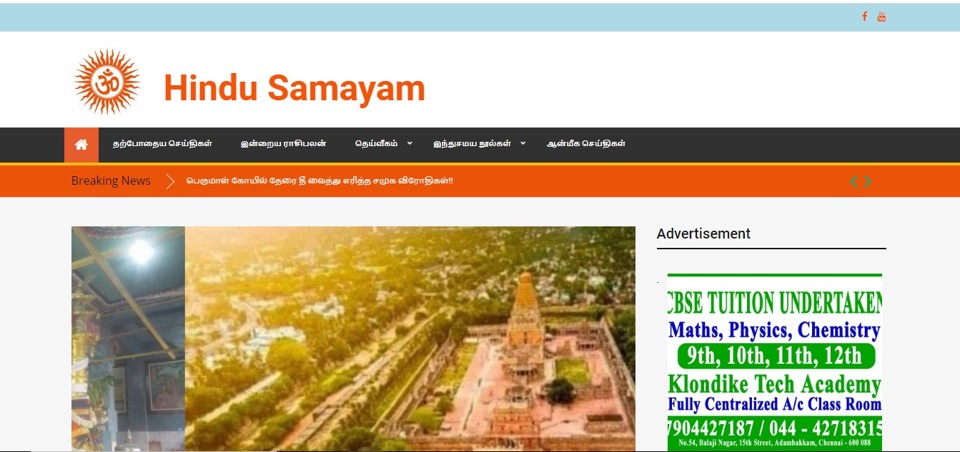 Hindu Samayam
தற்போதைய செய்திகள் இன்றைய ராசிபலன் தெய்வீகம் இந்துசமய நூல்கள் ஆன்மீக செய்திகள்
Breaking News பெருமாள் கோயில் தேரை தீ வைத்து எரித்த சமுக விரோதிகள்!!
Advertisement
CBSE TUITION UNDERTAKEN
Maths, Physics, Chemistry
9th, 10th, 11th, 12th
Klondike Tech Academy
Fully Centralized A/c Class Room
7904427187 / 044 - 42718315
No.54, Balaji Nagar, 15th Street, Adambakkam, Chennai - 600 088